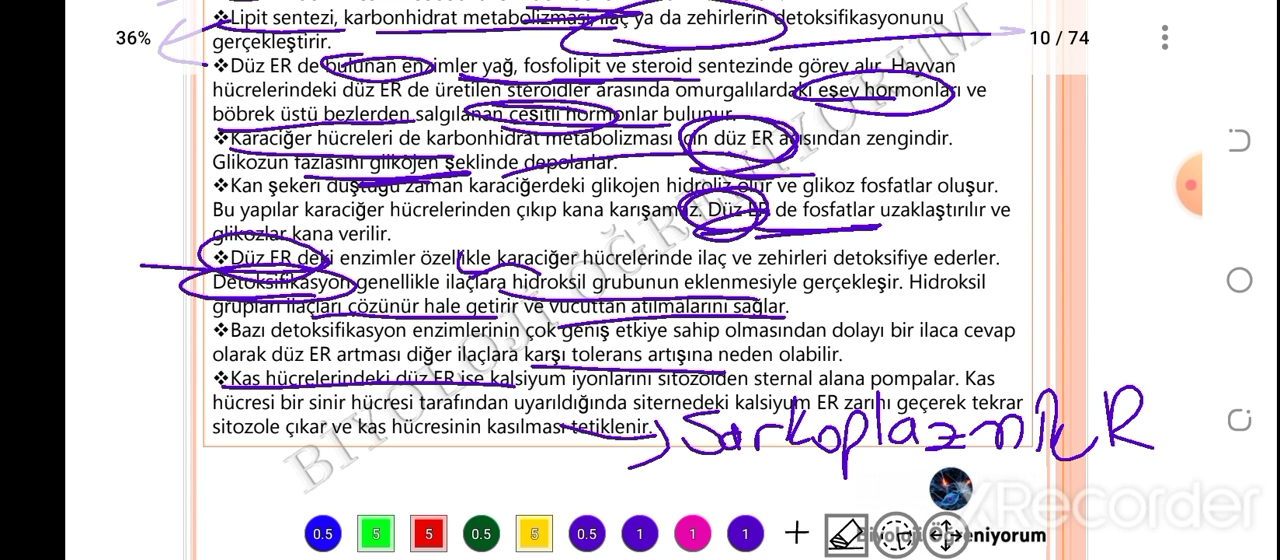 ❖Lipit sentezi, karbonhidrat metabolizması, ilaç ya da zehirlerin detoksifikasyonunu
36%
10 / 74
gerçekleştirir.
❖Düz ER de bulunan enzimler yağ, fosfolipit ve steroid sentezinde görev alır. Hayvan
hücrelerindeki düz ER de üretilen steroidler arasında omurgalılardaki eşey hormonları ve
böbrek üstü bezlerden salgılanan çeşitli hormonlar bulunur.
❖Karaciğer hücreleri de karbonhidrat metabolizması için düz ER açısından zengindir.
Glikozun fazlasını glikojen şeklinde depolarlar.
❖Kan şekeri düştüğü zaman karaciğerdeki glikojen hidroliz olur ve glikoz fosfatlar oluşur.
Bu yapılar karaciğer hücrelerinden çıkıp kana karışamaz. Düz ER de fosfatlar uzaklaştırılır ve
glikozlar kana verilir.
❖Düz ER deki enzimler özellikle karaciğer hücrelerinde ilaç ve zehirleri detoksifiye ederler.
Detoksifikasyon genellikle ilaçlara hidroksil grubunun eklenmesiyle gerçekleşir. Hidroksil
grupları ilaçları çözünür hale getirir ve vücuttan atılmalarını sağlar.
❖Bazı detoksifikasyon enzimlerinin çok geniş etkiye sahip olmasından dolayı bir ilaca cevap
olarak düz ER artması diğer ilaçlara karşı tolerans artışına neden olabilir.
❖Kas hücrelerindeki düz ER ise kalsiyum iyonlarını sitozolden sternal alana pompalar. Kas
hücresi bir sinir hücresi tarafından uyarıldığında siternedeki kalsiyum ER zarını geçerek tekrar
sitozole çıkar ve kas hücresinin kasılması tetiklenir.
Sarkoplazmik R
BİYOLOJİ ÖĞRENİYORUM
0.5 5 5 0.5 5 0.5 1 1 1
Biyoloji Öğreniyorum
XRecorder